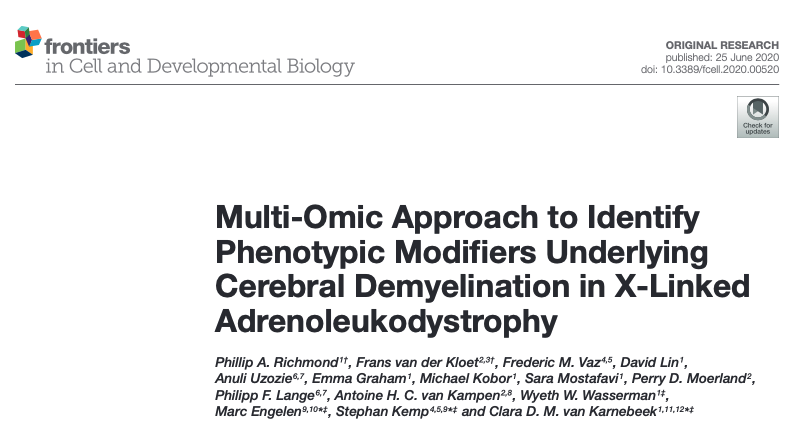 frontiers
in Cell and Developmental Biology
ORIGINAL RESEARCH
published: 25 June 2020
doi: 10.3389/fcell.2020.00520
Check for
updates
Multi-Omic Approach to Identify
Phenotypic Modifiers Underlying
Cerebral Demyelination in X-Linked
Adrenoleukodystrophy
Phillip A. Richmond1†, Frans van der Kloet2,3†, Frederic M. Vaz4,5, David Lin1,
Anuli Uzozie6,7, Emma Graham1, Michael Kobor1, Sara Mostafavi1, Perry D. Moerland2,
Philipp F. Lange6,7, Antoine H. C. van Kampen2,8, Wyeth W. Wasserman1‡,
Marc Engelen9,10*‡, Stephan Kemp4,5,9*‡ and Clara D. M. van Karnebeek1,11,12*‡